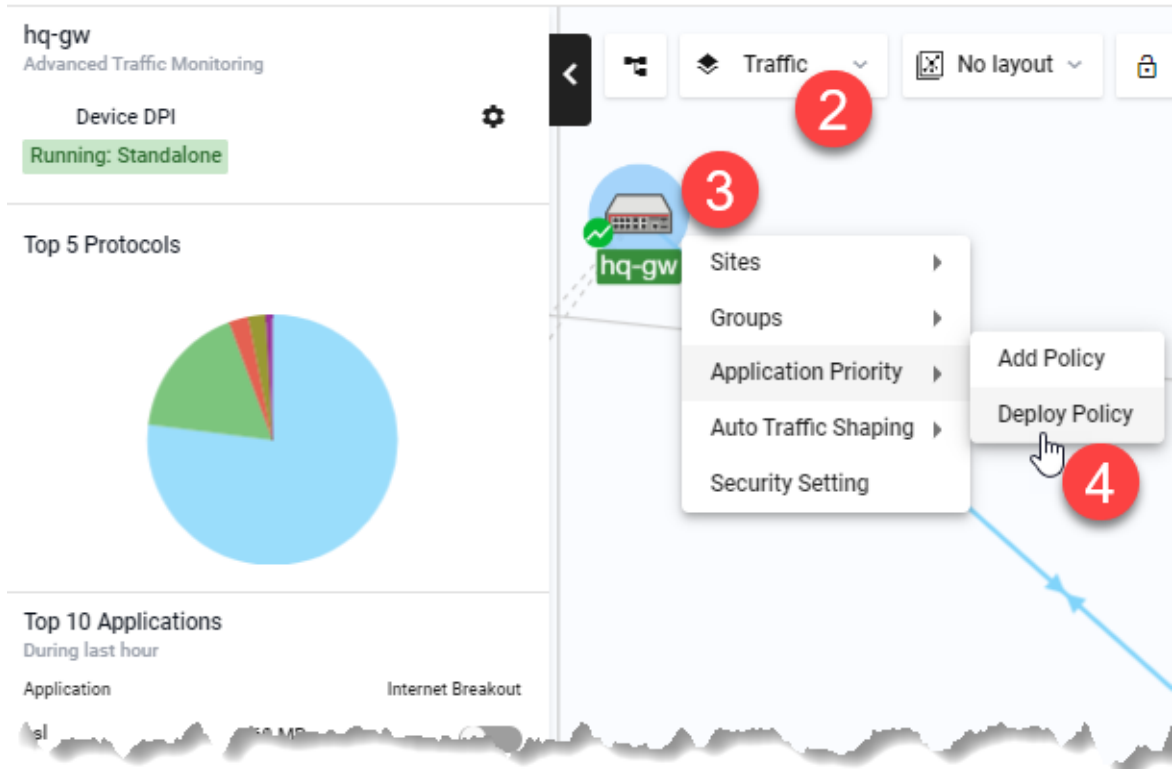 hq-gw
Advanced Traffic Monitoring
Device DPI
Running: Standalone
Top 5 Protocols
Top 10 Applications
During last hour
Application Internet Breakout
Traffic
No layout
2
3
hq-gw
Sites
Groups
Application Priority
Auto Traffic Shaping
Security Setting
Add Policy
Deploy Policy
4